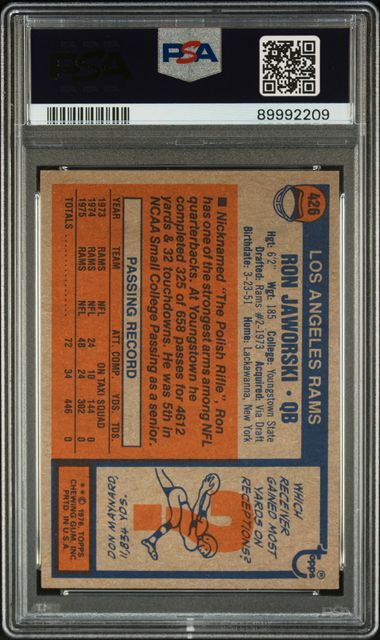 PSA
PSA
89992209
426
LOS ANGELES RAMS
RON JAWORSKI • QB
Hgt: 6'2" Wgt: 185 College: Youngstown State
Drafted: Rams #2-1973 Acquired: Via Draft
Birthdate: 3-23-51 Home: Lackawanna, New York
■ Nicknamed "The Polish Rifle", Ron
has one of the strongest arms among NFL
quarterbacks. At Youngstown he
completed 325 of 658 passes for 4612
yards & 32 touchdowns. He was 5th in
NCAA Small College Passing as a senior.
PASSING RECORD
YEAR TEAM ATT. COMP. YDS. TDS.
1973 RAMS NFL ON TAXI SQUAD
1974 RAMS NFL 24 10 144 0
1975 RAMS NFL 48 24 302 0
TOTALS..... 72 34 446 0
Topps®
WHICH
RECEIVER
GAINED MOST
YARDS ON
RECEPTIONS?
DON MAYNARD
11,834 YDS.
✱✱© 1976, TOPPS
CHEWING GUM, INC.
PRTD. IN U.S.A.